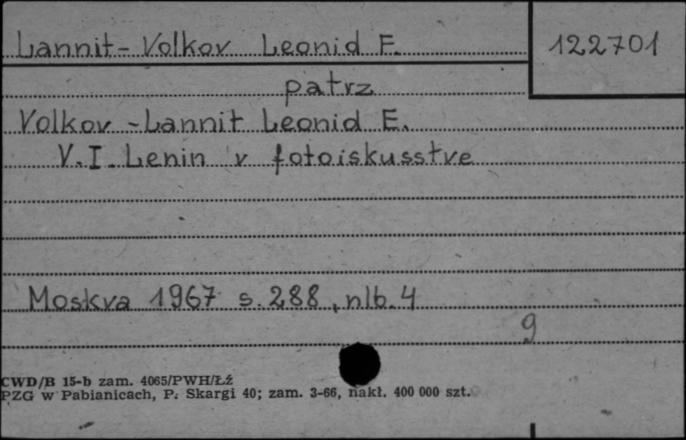 Lannit-Volkov Leonid F.
122701
patrz
Volkov-Lannit Leonid E.
V.I. Lenin v fotoiskusstve
Moskva 1967 s. 288, nlb. 4
9
CWD/B 15-b zam. 4065/PWH/Łź
PZG w Pabianicach, P. Skargi 40; zam. 3-66, nakł. 400 000 szt.